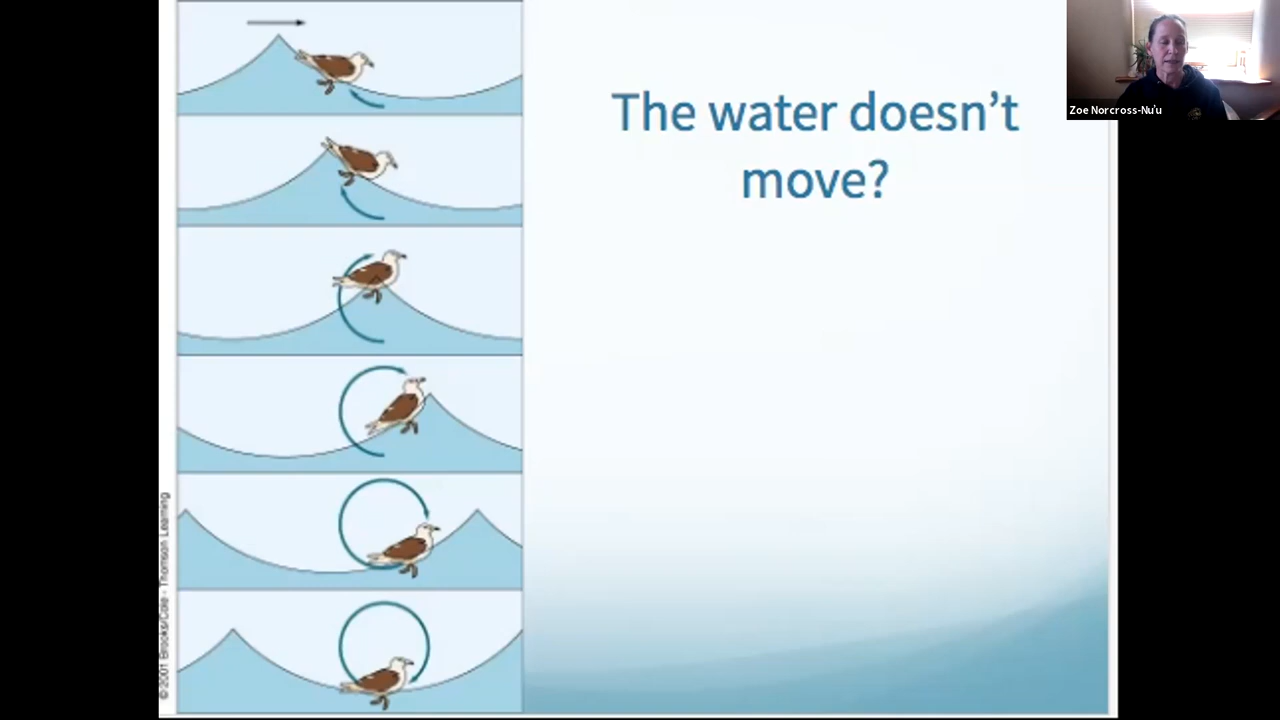 The water doesn't
move?
Zoe Norcross-Nu'u
© 2001 Brooks/Cole - Thomson Learning